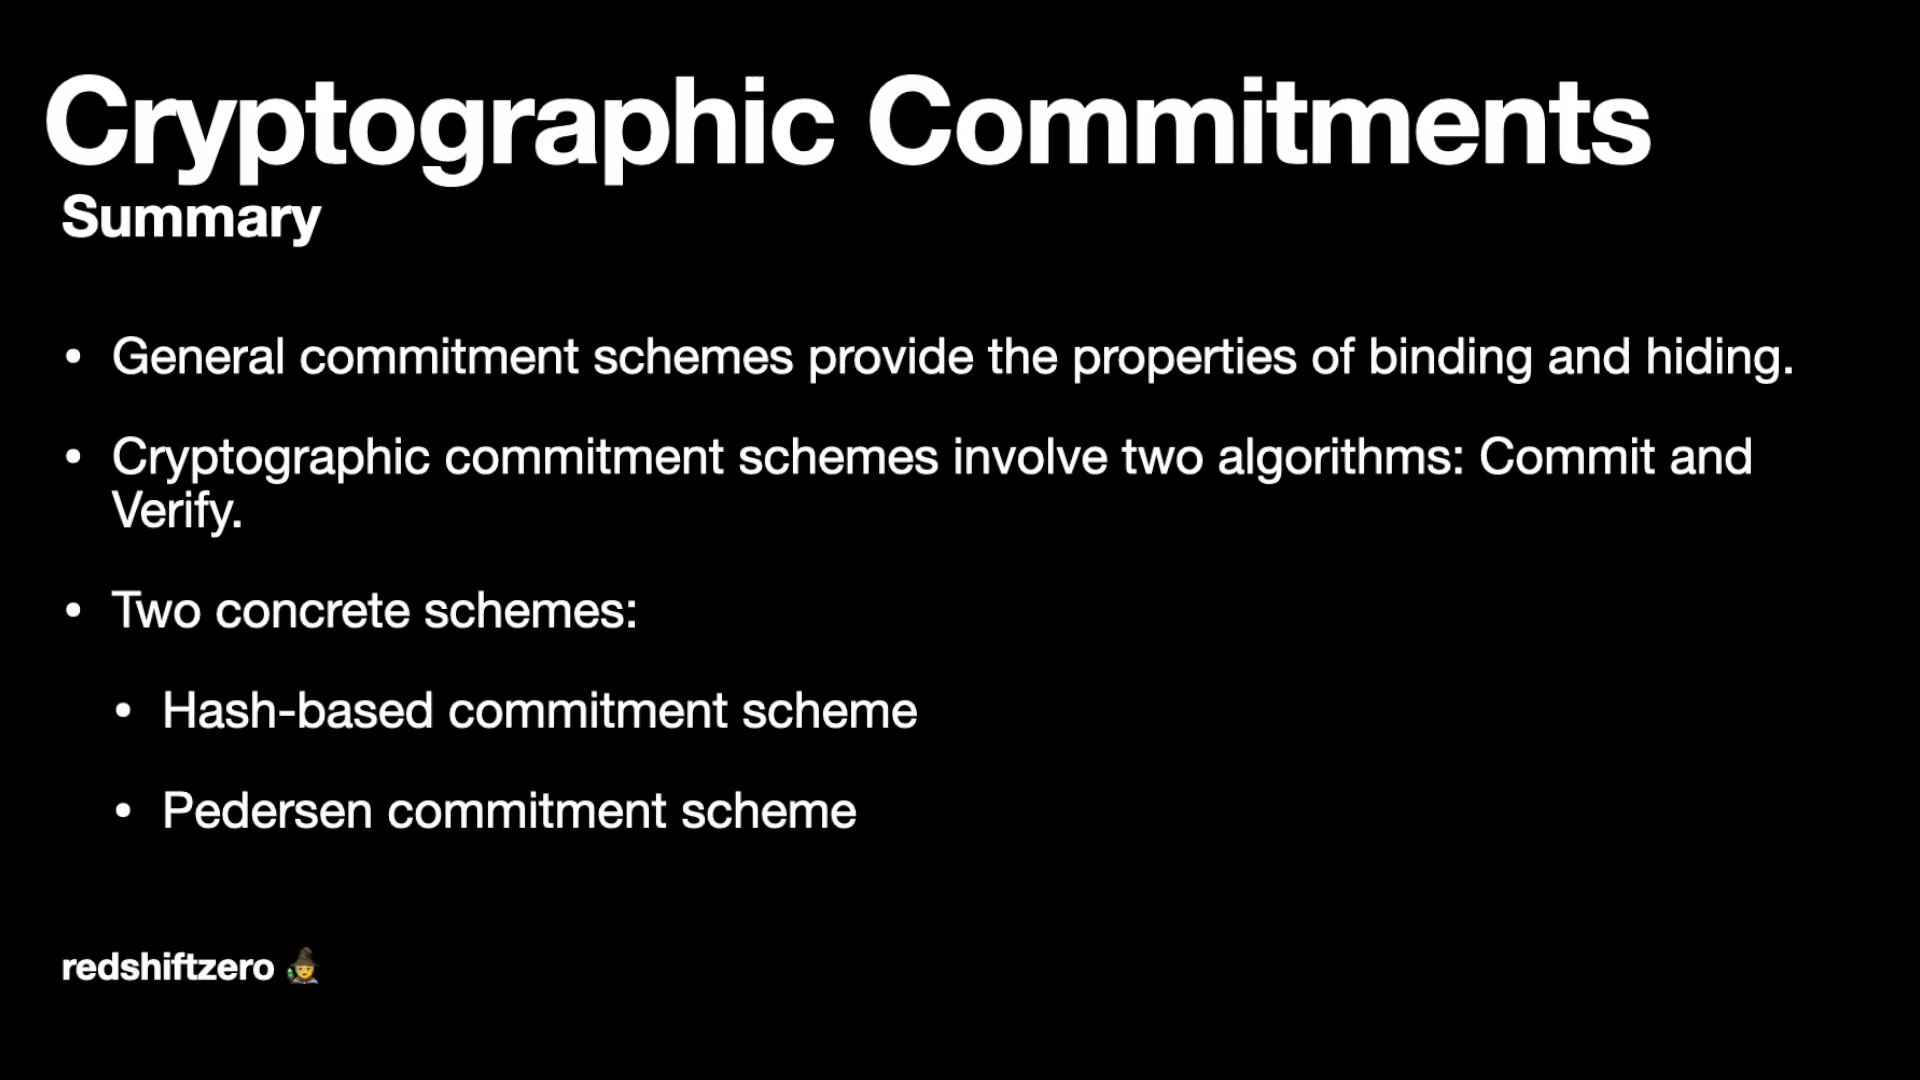 Cryptographic Commitments
Summary
• General commitment schemes provide the properties of binding and hiding.
• Cryptographic commitment schemes involve two algorithms: Commit and
Verify.
• Two concrete schemes:
• Hash-based commitment scheme
• Pedersen commitment scheme
redshiftzero